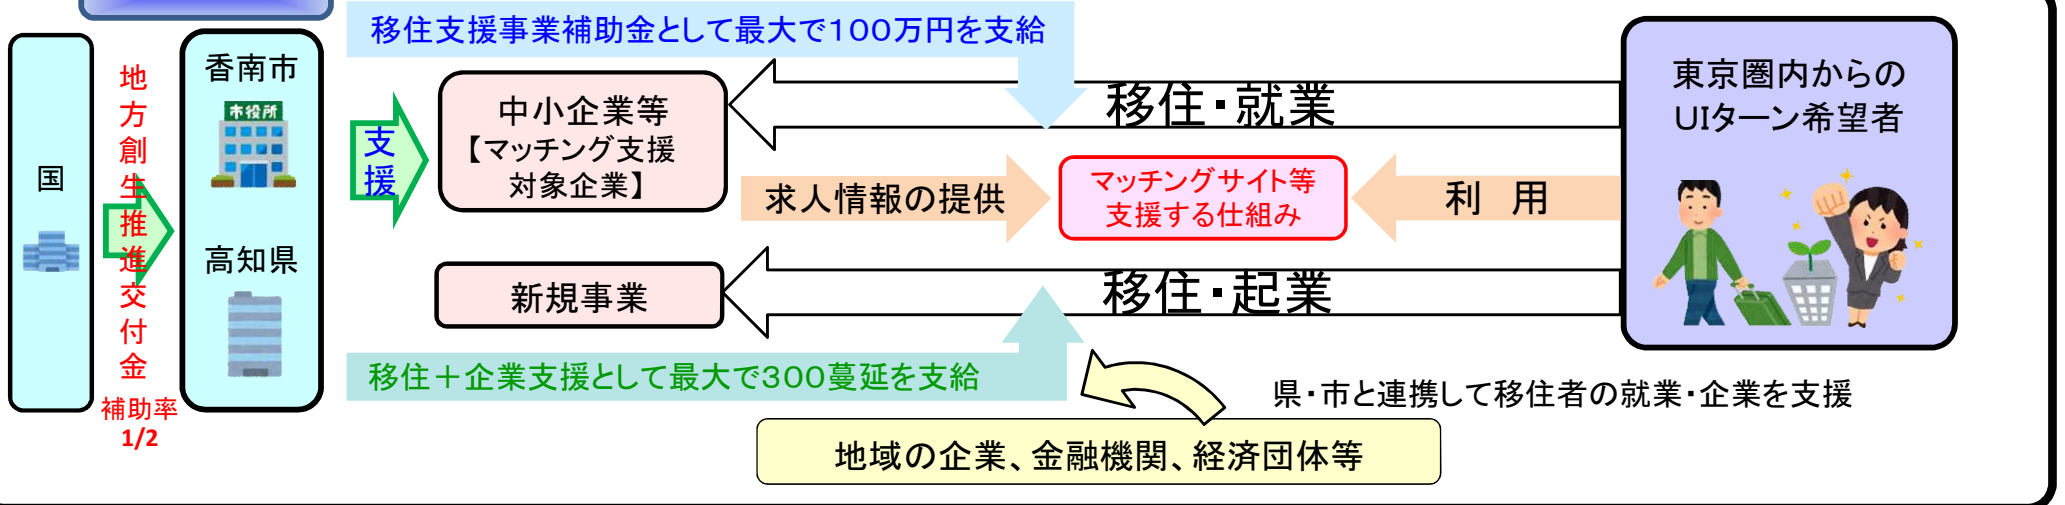 移住支援事業補助金として最大で100万円を支給
国
地方創生推進交付金
補助率
1/2
香南市
市役所
高知県
支援
中小企業等
【マッチング支援
対象企業】
移住・就業
求人情報の提供
マッチングサイト等
支援する仕組み
利 用
東京圏内からの
UIターン希望者
新規事業
移住・起業
移住＋企業支援として最大で300蔓延を支給
県・市と連携して移住者の就業・企業を支援
地域の企業、金融機関、経済団体等